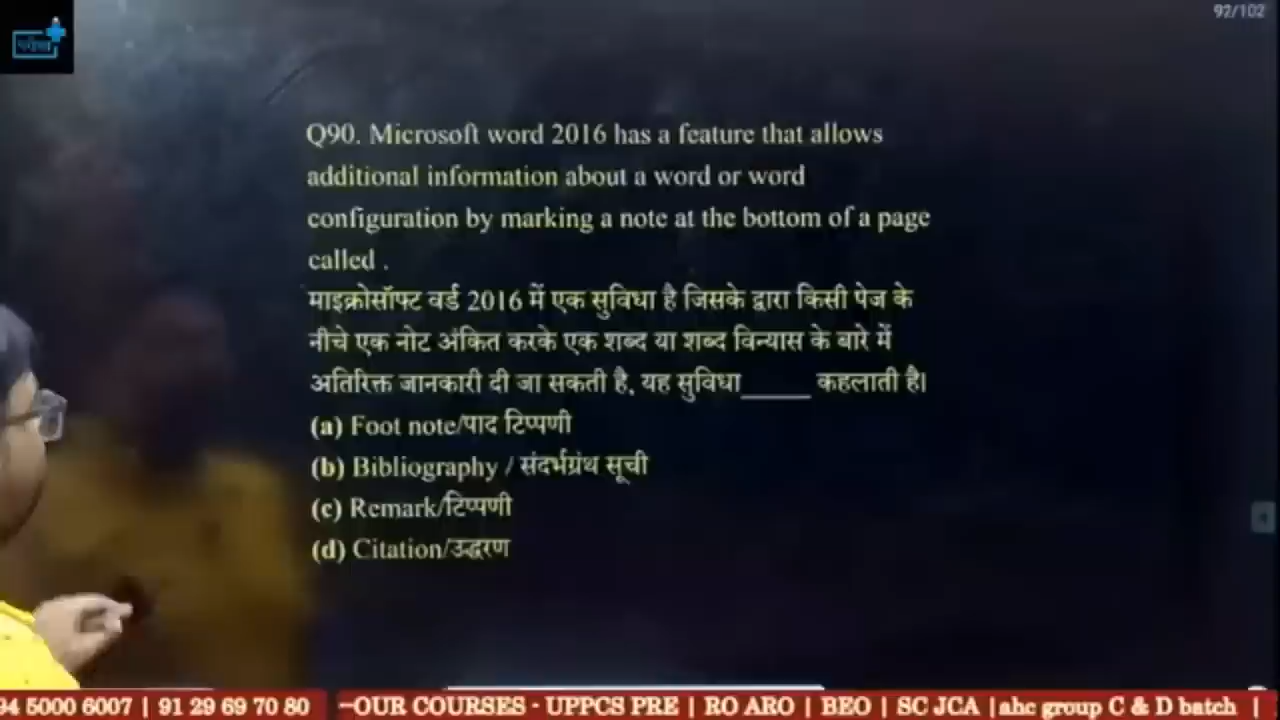 92/102
Q90. Microsoft word 2016 has a feature that allows
additional information about a word or word
configuration by marking a note at the bottom of a page
called .
माइक्रोसॉफ्ट वर्ड 2016 में एक सुविधा है जिसके द्वारा किसी पेज के
नीचे एक नोट अंकित करके एक शब्द या शब्द विन्यास के बारे में
अतिरिक्त जानकारी दी जा सकती है, यह सुविधा_____ कहलाती है।
(a) Foot note/पाद टिप्पणी
(b) Bibliography / संदर्भग्रंथ सूची
(c) Remark/टिप्पणी
(d) Citation/उद्धरण
94 5000 6007 | 91 29 69 70 80 –OUR COURSES - UPPCS PRE | RO ARO | BEO | SC JCA |ahc group C & D batch |